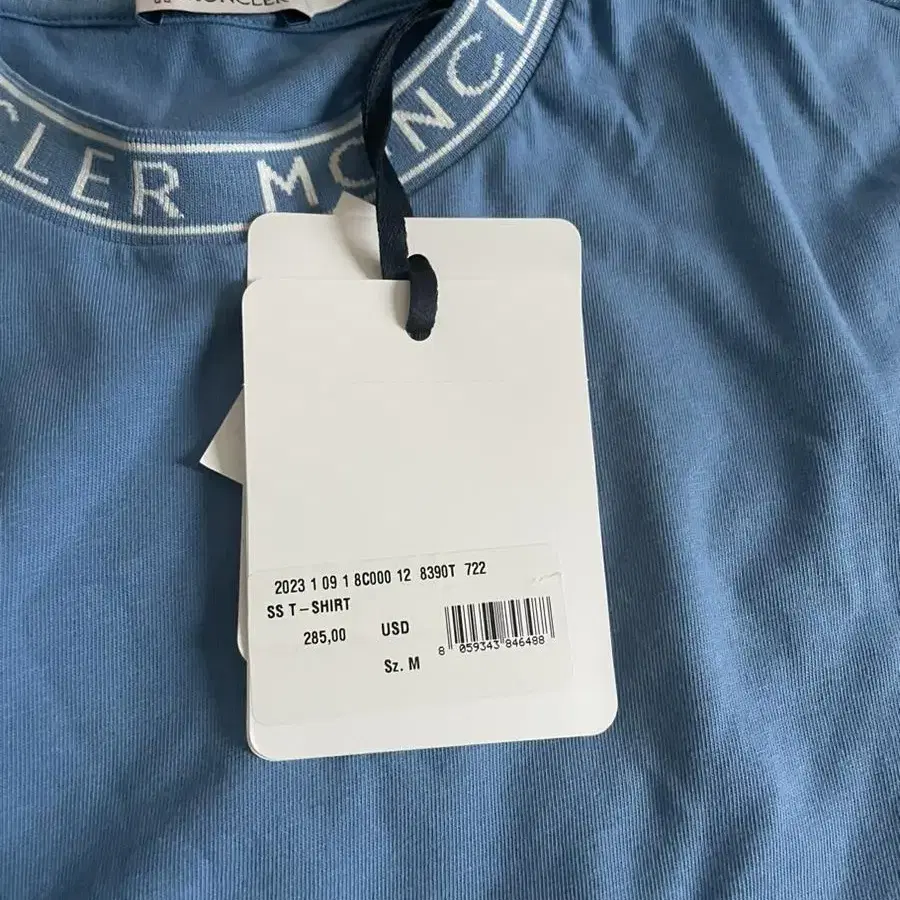 MONCLER
CLER MONCL
2023 1 09 1 8C000 12 8390T 722
SS T-SHIRT
285,00 USD
Sz. M
8 059343 846488